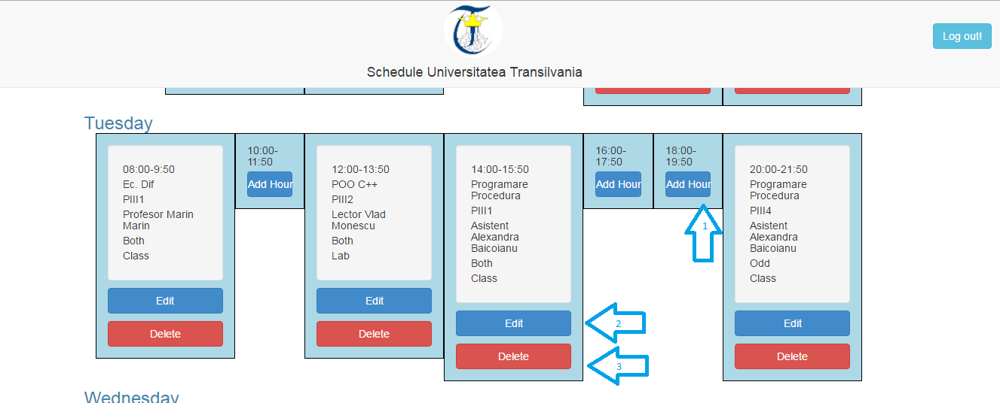 Log out!
Schedule Universitatea Transilvania
Tuesday
08:00-9:50
Ec. Dif
PIII1
Profesor Marin
Marin
Both
Class
Edit
Delete
10:00-
11:50
Add Hour
12:00-13:50
POO C++
PIII2
Lector Vlad
Monescu
Both
Lab
Edit
Delete
14:00-15:50
Programare
Procedura
PIII1
Asistent
Alexandra
Baicoianu
Both
Class
Edit
Delete
16:00-
17:50
Add Hour
18:00-
19:50
Add Hour
20:00-21:50
Programare
Procedura
PIII4
Asistent
Alexandra
Baicoianu
Odd
Class
Edit
Delete
1
2
3
Wednesday